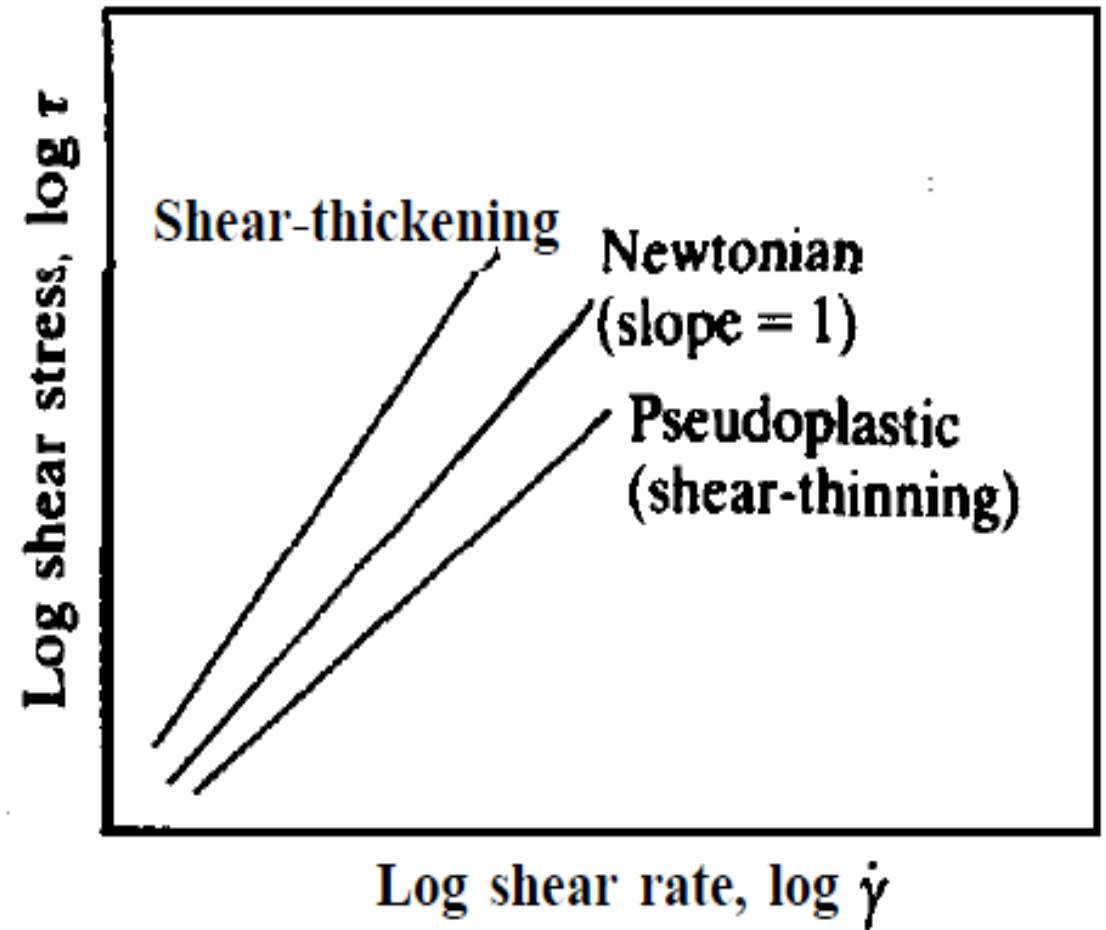 Log shear stress, log τ
Shear-thickening
Newtonian
(slope = 1)
Pseudoplastic
(shear-thinning)
Log shear rate, log γ̇